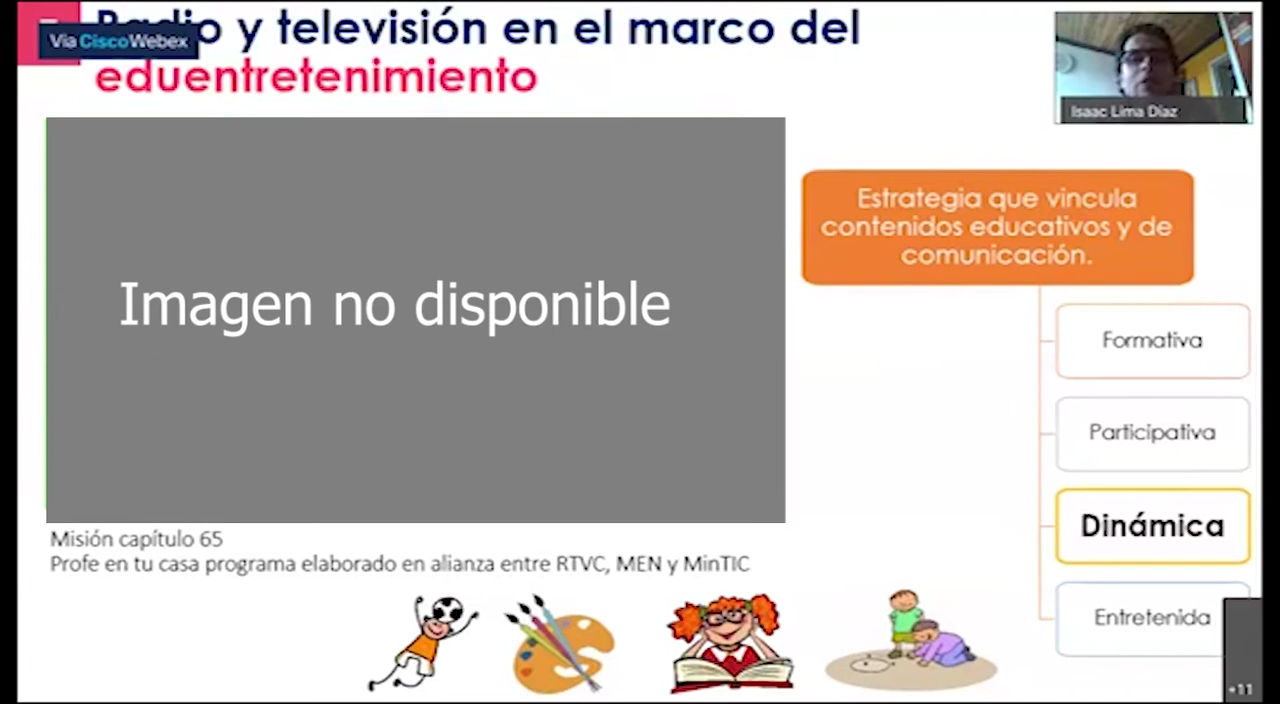 Radio y televisión en el marco del
Vía CiscoWebex
eduentretenimiento
Isaac Lima Díaz
Estrategia que vincula
contenidos educativos y de
comunicación.
Imagen no disponible
Formativa
Participativa
Dinámica
Misión capítulo 65
Profe en tu casa programa elaborado en alianza entre RTVC, MEN y MinTIC
Entretenida
+11